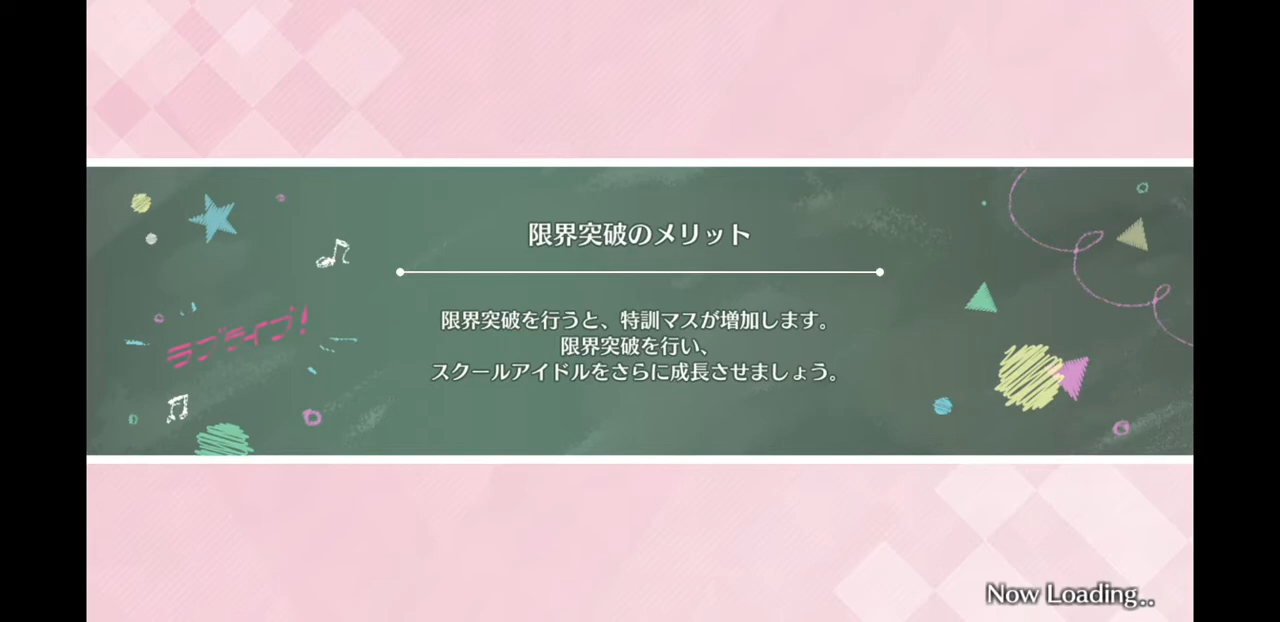 限界突破のメリット
限界突破を行うと、特訓マスが増加します。
限界突破を行い、
スクールアイドルをさらに成長させましょう。
ラブライブ!
Now Loading..